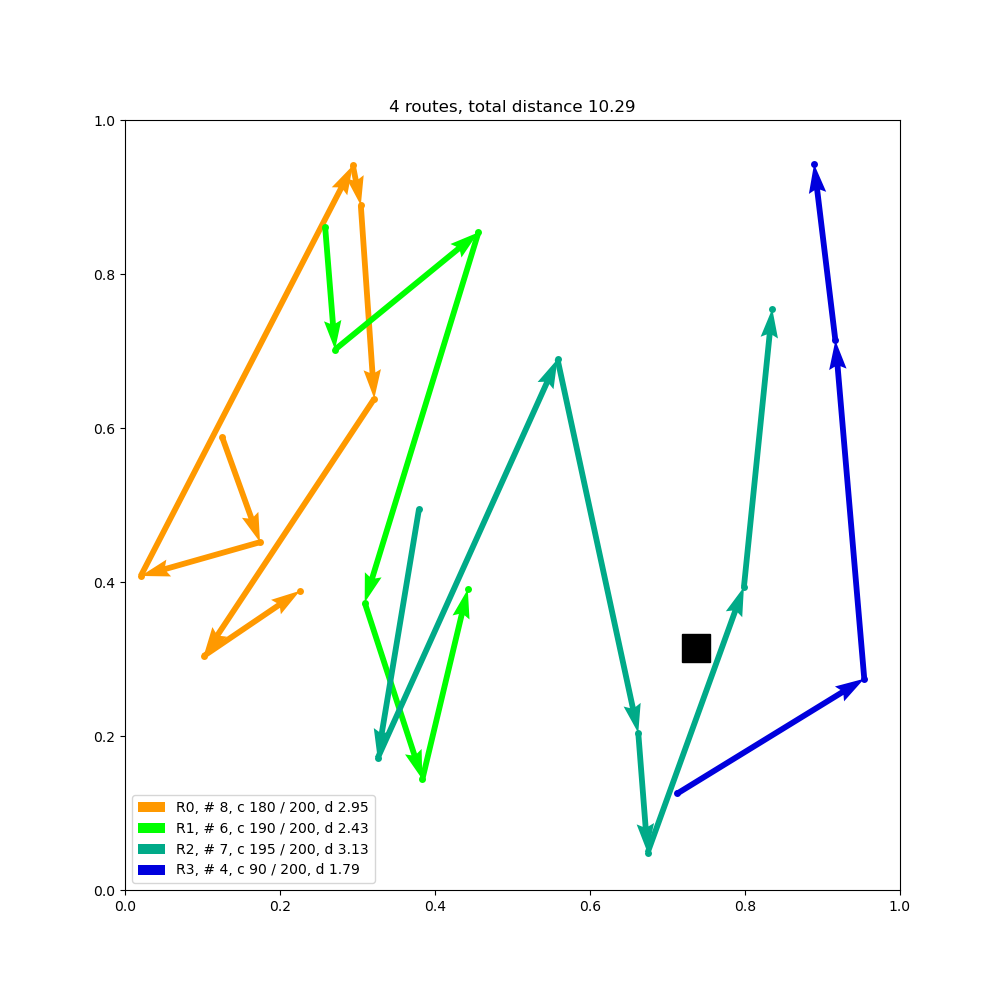 4 routes, total distance 10.29
1.0
0.8
0.6
0.4
0.2
0.0
R0, # 8, c 180 / 200, d 2.95
R1, # 6, c 190 / 200, d 2.43
R2, # 7, c 195 / 200, d 3.13
R3, # 4, c 90 / 200, d 1.79
0.0 0.2 0.4 0.6 0.8 1.0